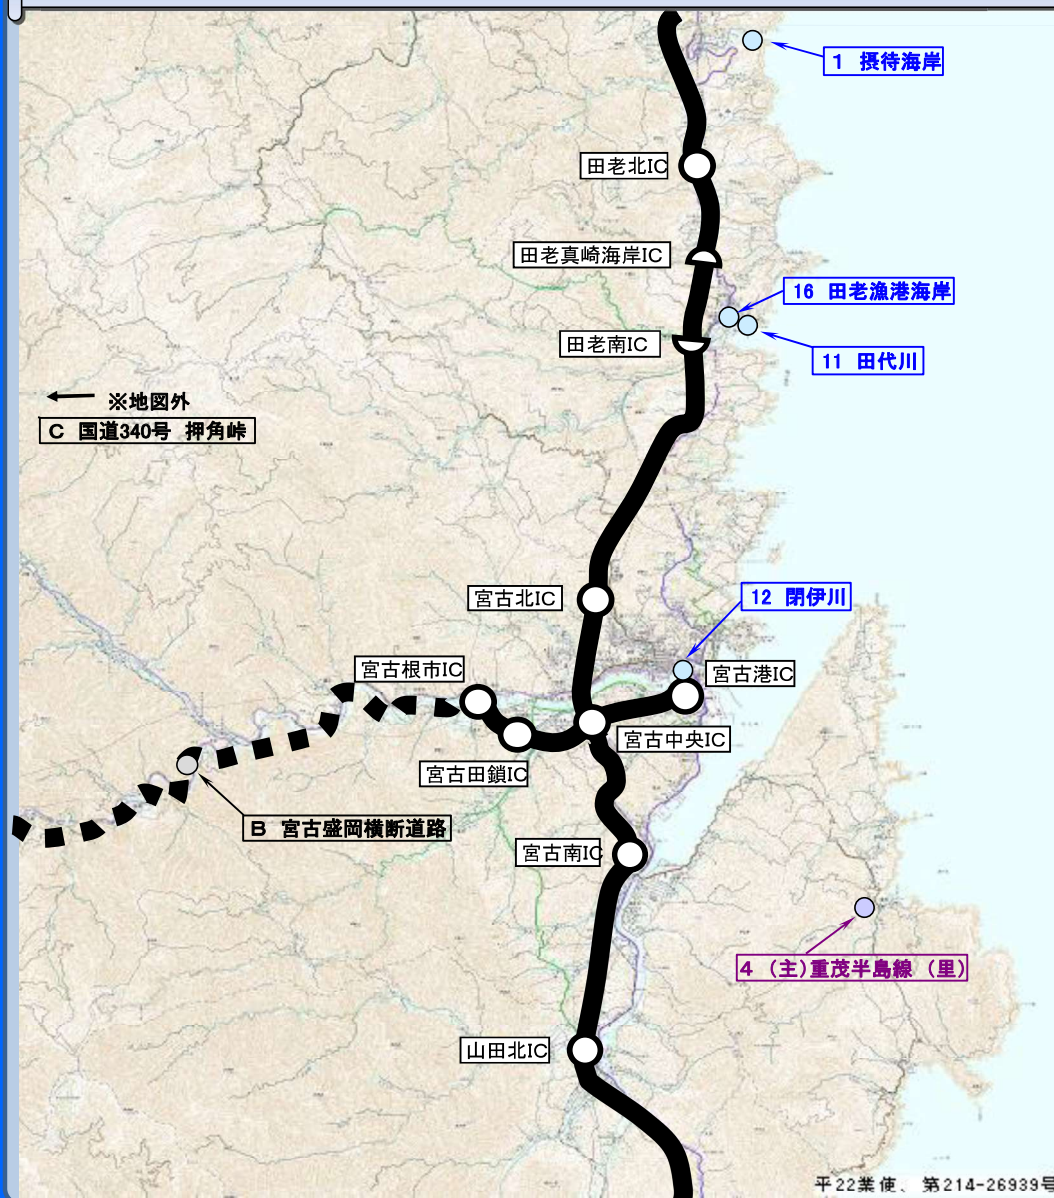 1 摂待海岸
田老北IC
田老真崎海岸IC
16 田老漁港海岸
田老南IC
11 田代川
※地図外
C 国道340号 押角峠
宮古北IC
12 閉伊川
宮古根市IC
宮古港IC
宮古中央IC
宮古田鎖IC
B 宮古盛岡横断道路
宮古南IC
4 （主）重茂半島線（里）
山田北IC
平22業使、第214-26939号